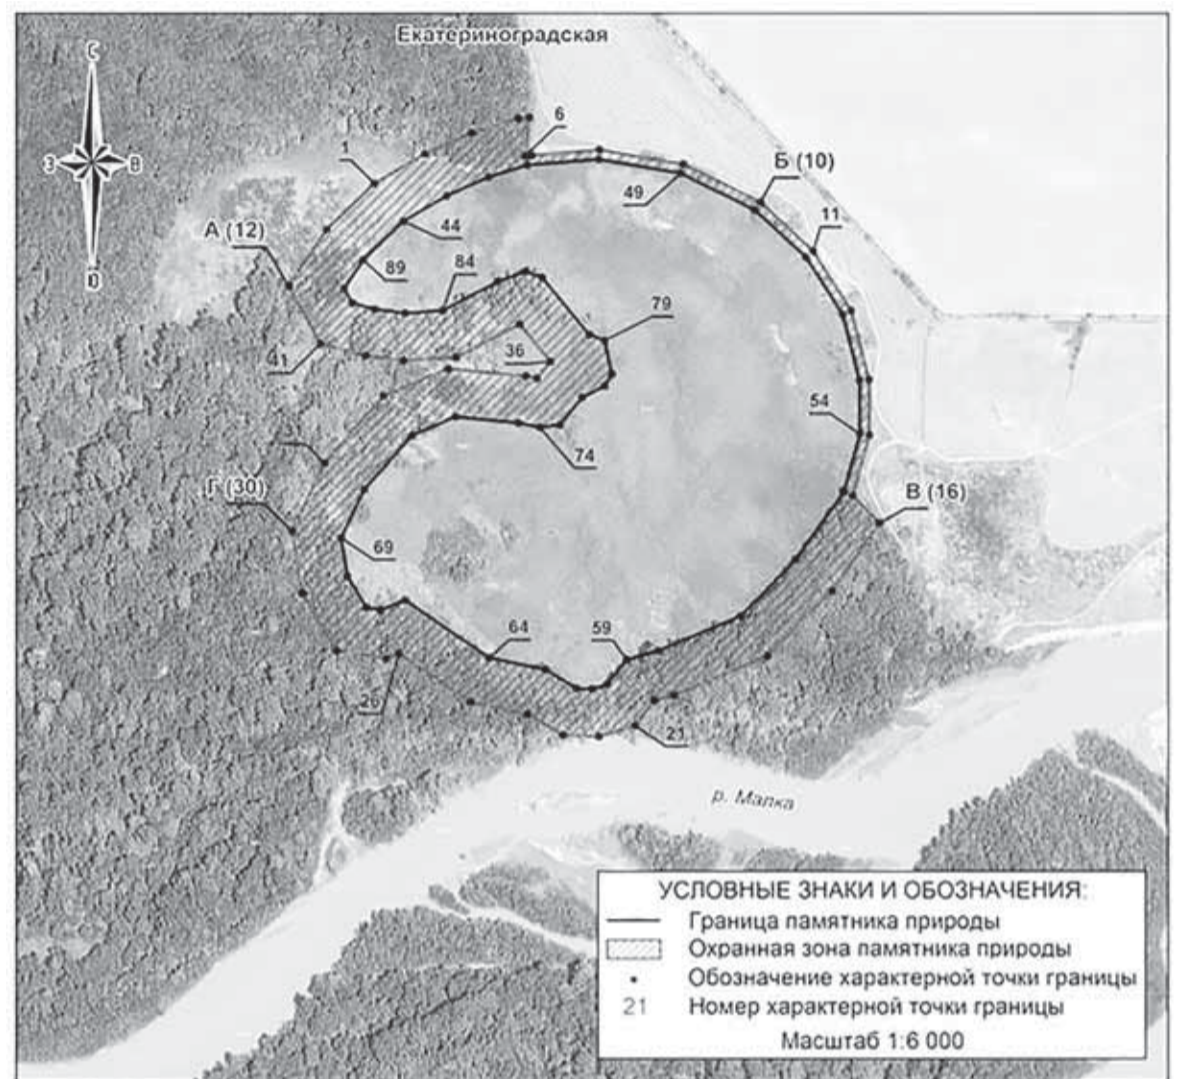 Екатериноградская
С
З
В
Ю
6
1
Б (10)
49
11
А (12)
44
89
84
79
41
36
54
74
Г (30)
В (16)
69
64
59
26
21
р. Малка
УСЛОВНЫЕ ЗНАКИ И ОБОЗНАЧЕНИЯ:
Граница памятника природы
Охранная зона памятника природы
Обозначение характерной точки границы
21 Номер характерной точки границы
Масштаб 1:6 000